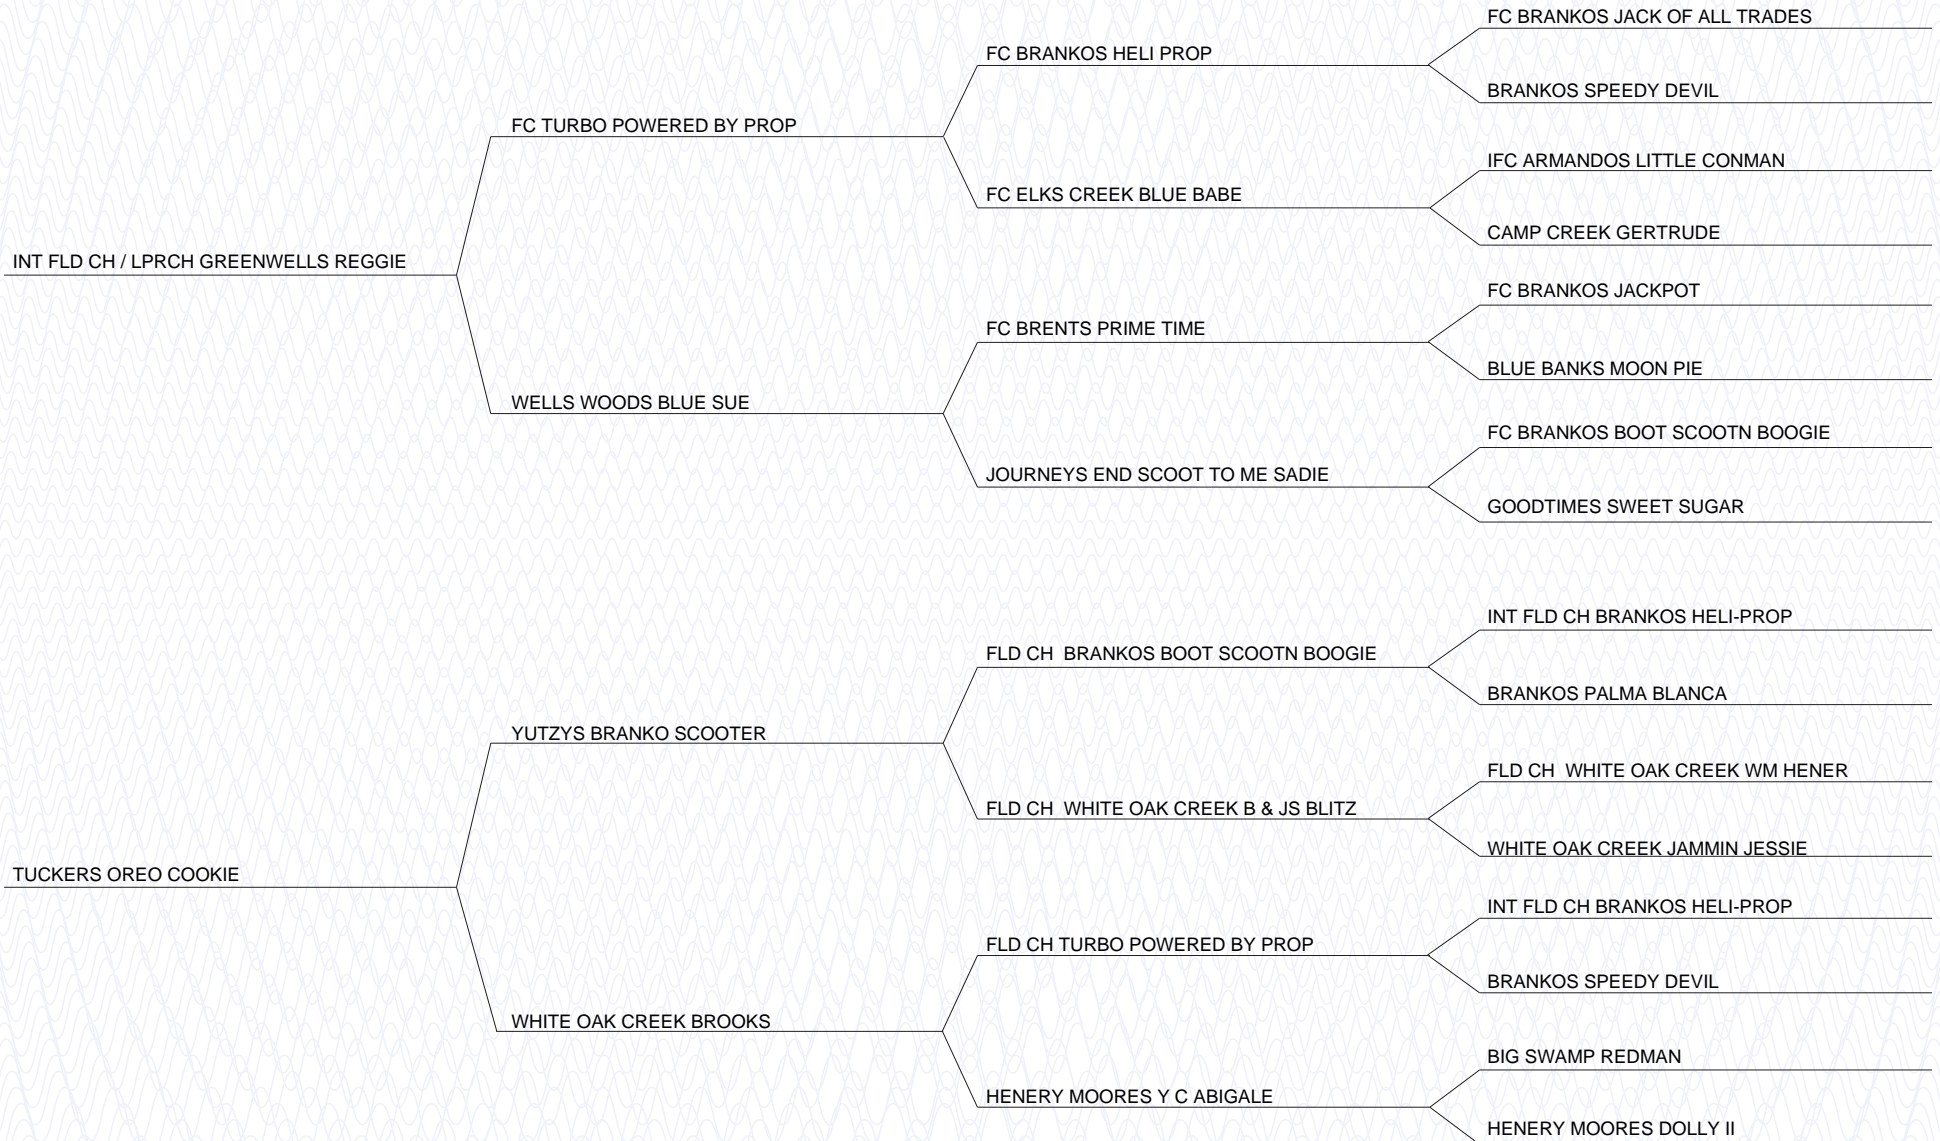 FC BRANKOS JACK OF ALL TRADES
FC BRANKOS HELI PROP
BRANKOS SPEEDY DEVIL
FC TURBO POWERED BY PROP
IFC ARMANDOS LITTLE CONMAN
FC ELKS CREEK BLUE BABE
CAMP CREEK GERTRUDE
INT FLD CH / LPRCH GREENWELLS REGGIE
FC BRANKOS JACKPOT
FC BRENTS PRIME TIME
BLUE BANKS MOON PIE
WELLS WOODS BLUE SUE
FC BRANKOS BOOT SCOOTN BOOGIE
JOURNEYS END SCOOT TO ME SADIE
GOODTIMES SWEET SUGAR
INT FLD CH BRANKOS HELI-PROP
FLD CH  BRANKOS BOOT SCOOTN BOOGIE
BRANKOS PALMA BLANCA
YUTZYS BRANKO SCOOTER
FLD CH  WHITE OAK CREEK WM HENER
FLD CH  WHITE OAK CREEK B & JS BLITZ
WHITE OAK CREEK JAMMIN JESSIE
TUCKERS OREO COOKIE
INT FLD CH BRANKOS HELI-PROP
FLD CH TURBO POWERED BY PROP
BRANKOS SPEEDY DEVIL
WHITE OAK CREEK BROOKS
BIG SWAMP REDMAN
HENERY MOORES Y C ABIGALE
HENERY MOORES DOLLY II